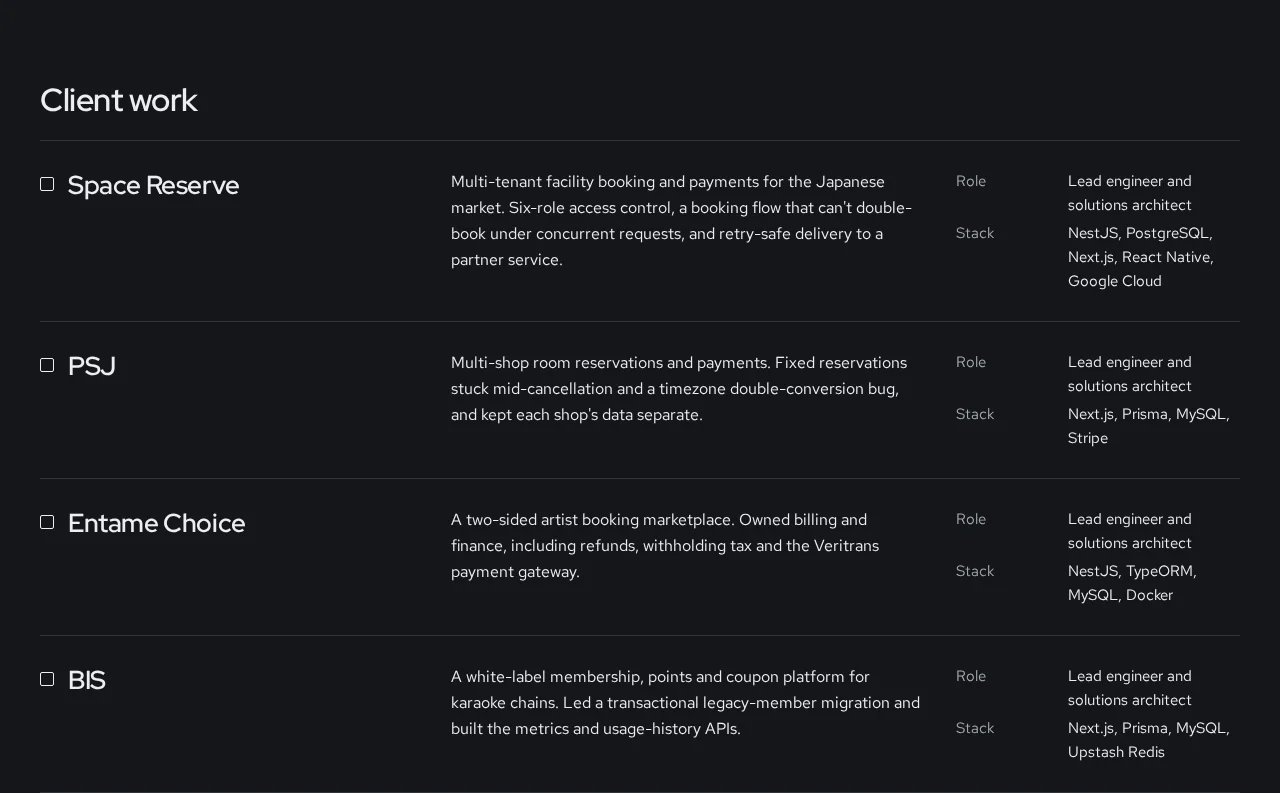 Client work
Space Reserve
Multi-tenant facility booking and payments for the Japanese
market. Six-role access control, a booking flow that can't double-
book under concurrent requests, and retry-safe delivery to a
partner service.
Role
Lead engineer and
solutions architect
Stack
NestJS, PostgreSQL,
Next.js, React Native,
Google Cloud
PSJ
Multi-shop room reservations and payments. Fixed reservations
stuck mid-cancellation and a timezone double-conversion bug,
and kept each shop's data separate.
Role
Lead engineer and
solutions architect
Stack
Next.js, Prisma, MySQL,
Stripe
Entame Choice
A two-sided artist booking marketplace. Owned billing and
finance, including refunds, withholding tax and the Veritrans
payment gateway.
Role
Lead engineer and
solutions architect
Stack
NestJS, TypeORM,
MySQL, Docker
BIS
A white-label membership, points and coupon platform for
karaoke chains. Led a transactional legacy-member migration and
built the metrics and usage-history APIs.
Role
Lead engineer and
solutions architect
Stack
Next.js, Prisma, MySQL,
Upstash Redis